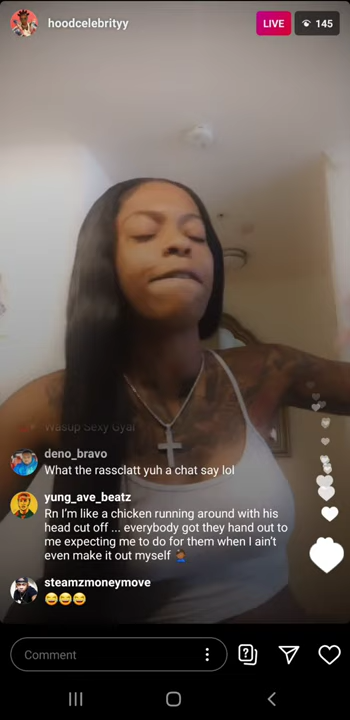 hoodcelebrityy
LIVE
145
Wasup Sexy Gyal
deno_bravo
What the rassclatt yuh a chat say lol
yung_ave_beatz
Rn I'm like a chicken running around with his
head cut off ... everybody got they hand out to
me expecting me to do for them when I ain't
even make it out myself 🤦🏾‍♂️
steamzmoneymove
😂😂😂
Comment